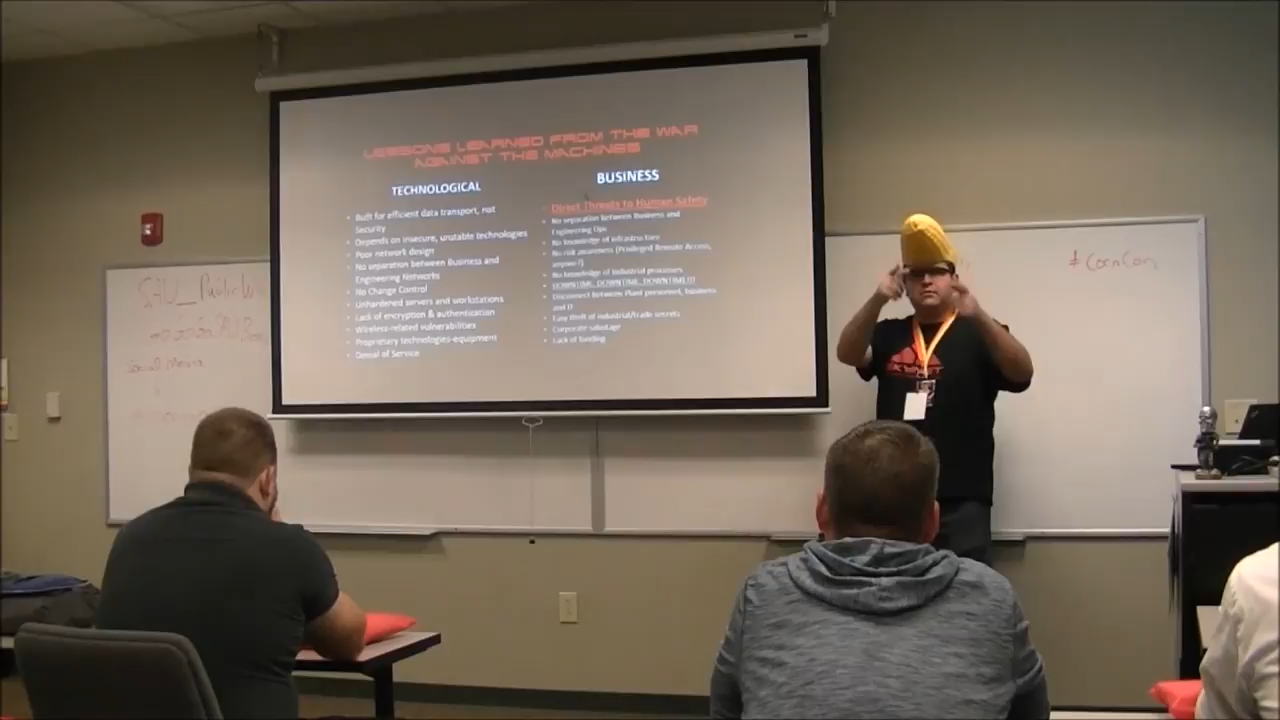 LESSONS LEARNED FROM THE WAR
AGAINST THE MACHINES
TECHNOLOGICAL
Built for efficient data transport, not
Security
Depends on insecure, unstable technologies
Poor network design
No separation between Business and
Engineering Networks
No Change Control
Unhardened servers and workstations
Lack of encryption & authentication
Wireless-related vulnerabilities
Proprietary technologies-equipment
Denial of Service
BUSINESS
Direct Threats to Human Safety
No separation between Business and
Engineering Ops
No knowledge of infrastructure
No risk awareness (Privileged Remote Access,
anyone?)
No knowledge of industrial processes
DOWNTIME, DOWNTIME, DOWNTIME!!!
Disconnect between Plant personnel, business
and IT
Easy theft of industrial/trade secrets
Corporate sabotage
Lack of funding
SAU_PublicW
Social Media
#CornCon
SKYNET